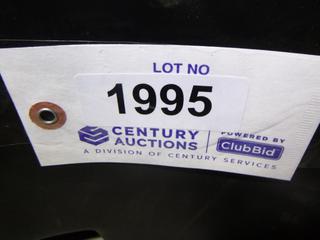 LOT NO
1995
CENTURY AUCTIONS
A DIVISION OF CENTURY SERVICES
POWERED BY
ClubBid